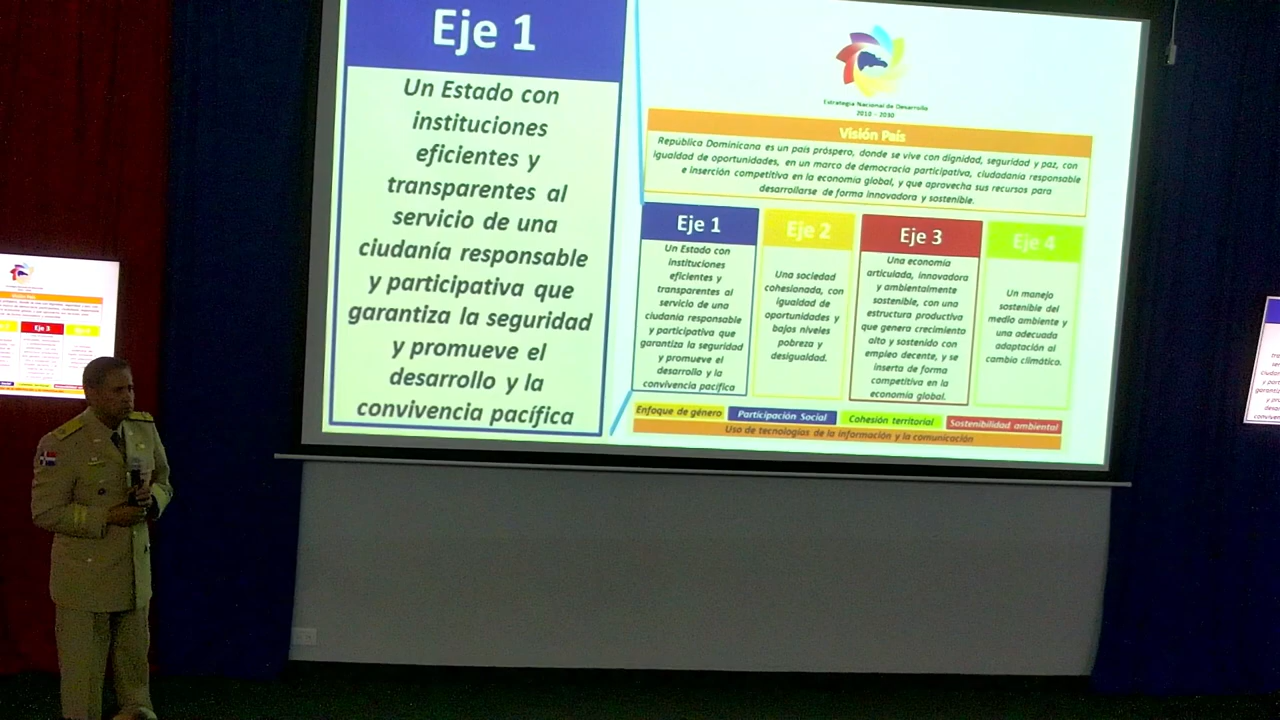 Eje 1
Un Estado con
instituciones
eficientes y
transparentes al
servicio de una
ciudanía responsable
y participativa que
garantiza la seguridad
y promueve el
desarrollo y la
convivencia pacífica
Estrategia Nacional de Desarrollo
2010 - 2030
Visión País
República Dominicana es un país próspero, donde se vive con dignidad, seguridad y paz, con
igualdad de oportunidades, en un marco de democracia participativa, ciudadanía responsable
e inserción competitiva en la economía global, y que aprovecha sus recursos para
desarrollarse de forma innovadora y sostenible.
Eje 1
Un Estado con
instituciones
eficientes y
transparentes al
servicio de una
ciudanía responsable
y participativa que
garantiza la seguridad
y promueve el
desarrollo y la
convivencia pacífica
Eje 2
Una sociedad
cohesionada, con
igualdad de
oportunidades y
bajos niveles
pobreza y
desigualdad.
Eje 3
Una economía
articulada, innovadora
y ambientalmente
sostenible, con una
estructura productiva
que genera crecimiento
alto y sostenido con
empleo decente, y se
inserta de forma
competitiva en la
economía global.
Eje 4
Un manejo
sostenible del
medio ambiente y
una adecuada
adaptación al
cambio climático.
Enfoque de género
Participación Social
Cohesión territorial
Sostenibilidad ambiental
Uso de tecnologías de la información y la comunicación
Eje 3